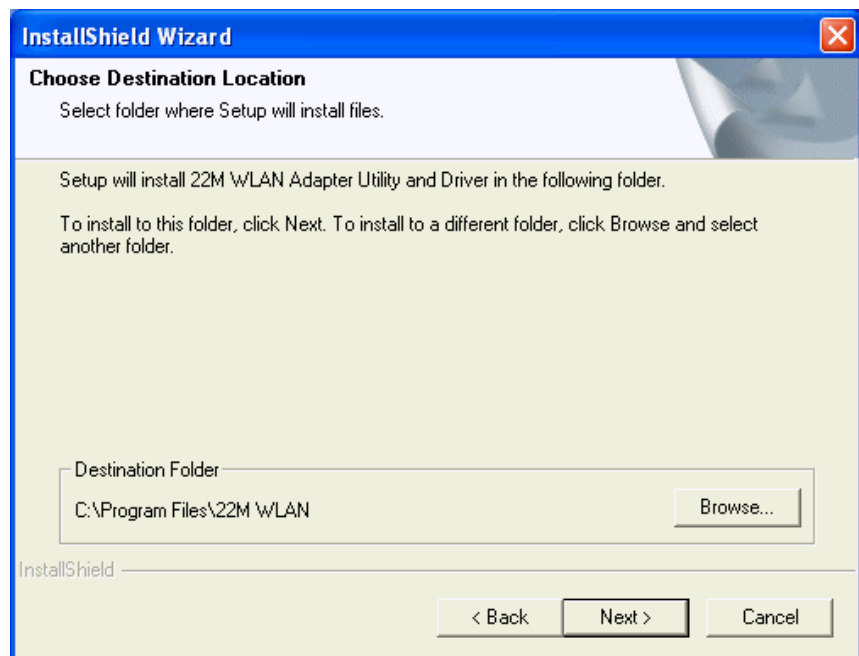 InstallShield Wizard
Choose Destination Location
Select folder where Setup will install files.
Setup will install 22M WLAN Adapter Utility and Driver in the following folder.
To install to this folder, click Next. To install to a different folder, click Browse and select
another folder.
Destination Folder
C:\Program Files\22M WLAN
Browse...
InstallShield
< Back
Next >
Cancel